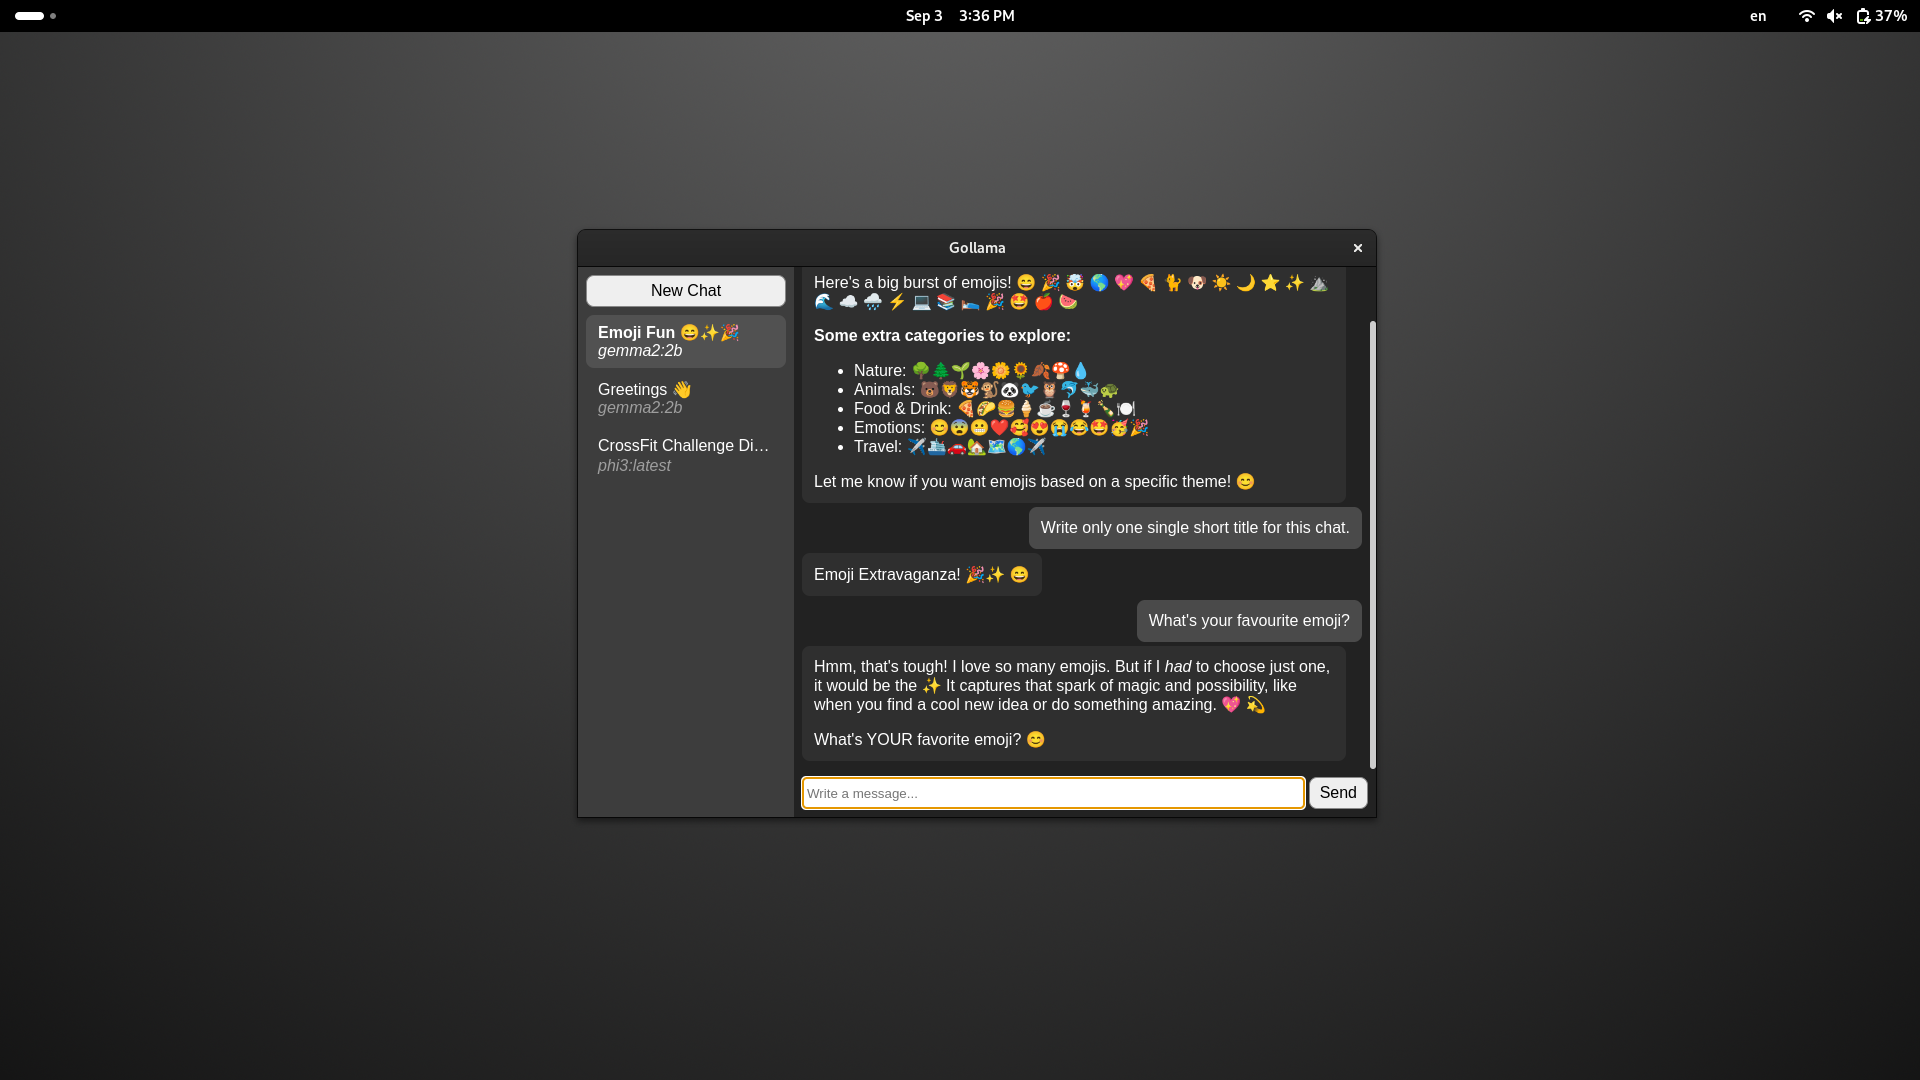 Sep 3 3:36 PM
en
37%
Gollama
New Chat
Emoji Fun 😄✨🎉
gemma2:2b
Greetings 👋
gemma2:2b
CrossFit Challenge Di…
phi3:latest
Here's a big burst of emojis! 😄 🎉 🤯 🌎 💖 🍕 🐈 🐶 ☀️ 🌙 ⭐ ✨ ⛰️
🌊 ☁️ 🌧️ ⚡ 💻 📚 🛌 🎉 🤩 🍎 🍉
Some extra categories to explore:
• Nature: 🌳🌲🌱🌸🌼🌻🍂🍄💧
• Animals: 🐻🦁🐯🐒🐼🐦🦉🐬🐳🐢
• Food & Drink: 🍕🌮🍔🍦☕🍷🍹🍾🍽️
• Emotions: 😊😨😬❤️🥰😍😭😂🤩🥳🎉
• Travel: ✈️🚢🚗🏡🗺️🌎✈️
Let me know if you want emojis based on a specific theme! 😊
Write only one single short title for this chat.
Emoji Extravaganza! 🎉✨ 😄
What's your favourite emoji?
Hmm, that's tough! I love so many emojis. But if I had to choose just one,
it would be the ✨ It captures that spark of magic and possibility, like
when you find a cool new idea or do something amazing. 💖 💫
What's YOUR favorite emoji? 😊
Write a message...
Send